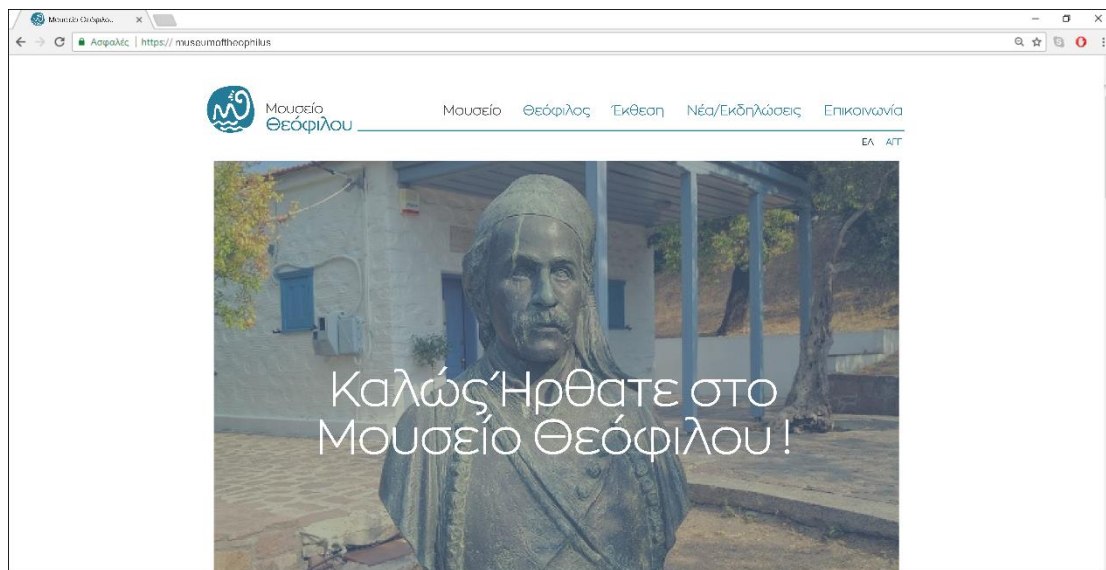 Μουσείο Θεόφιλο..
Ασφαλές | https:// museumoftheophilus
Μουσείο
Θεόφιλου
Μουσείο Θεόφιλος Έκθεση Νέα/Εκδηλώσεις Επικοινωνία
ΕΛ ΑΓΓ
Καλώς Ήρθατε στο
Μουσείο Θεόφιλου !